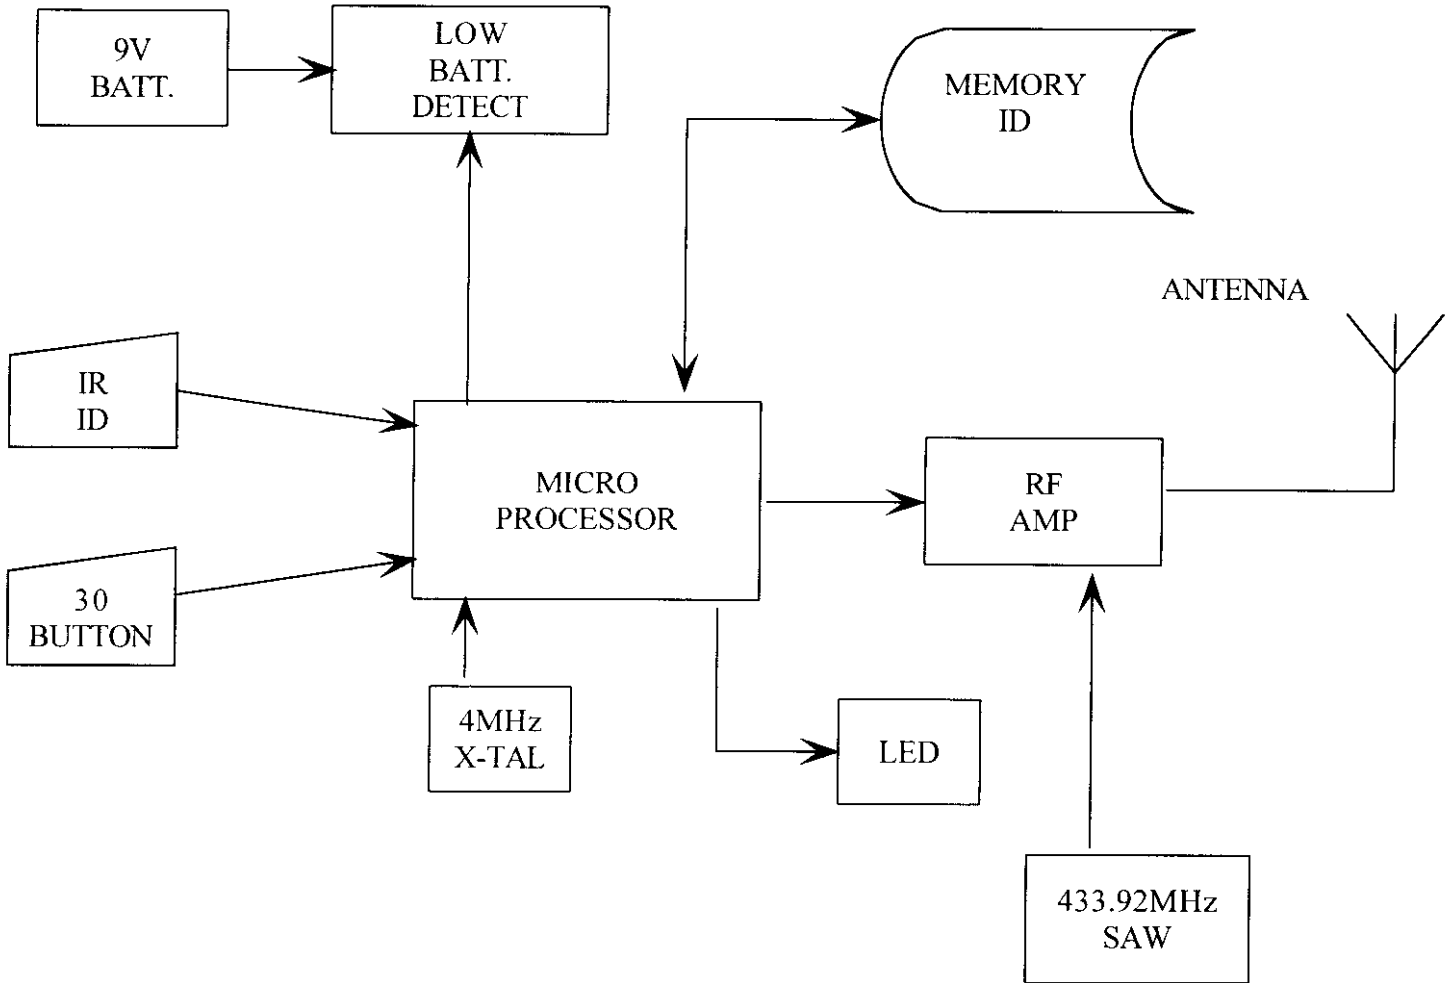 9V
BATT.
LOW
BATT.
DETECT
MEMORY
ID
ANTENNA
IR
ID
MICRO
PROCESSOR
RF
AMP
30
BUTTON
4MHz
X-TAL
LED
433.92MHz
SAW